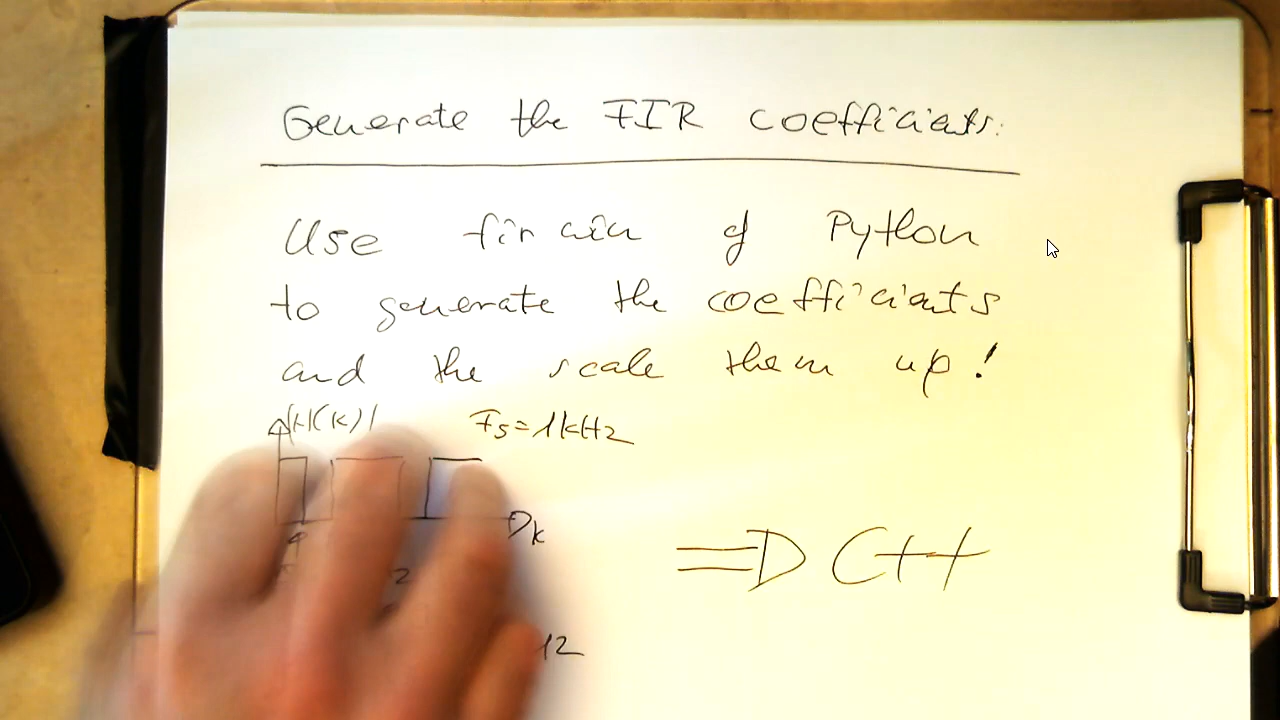 Generate the FIR coefficients:
Use firwin of Python
to generate the coefficients
and the scale them up!
|H(k)| Fs=1kHz
k
=> C++